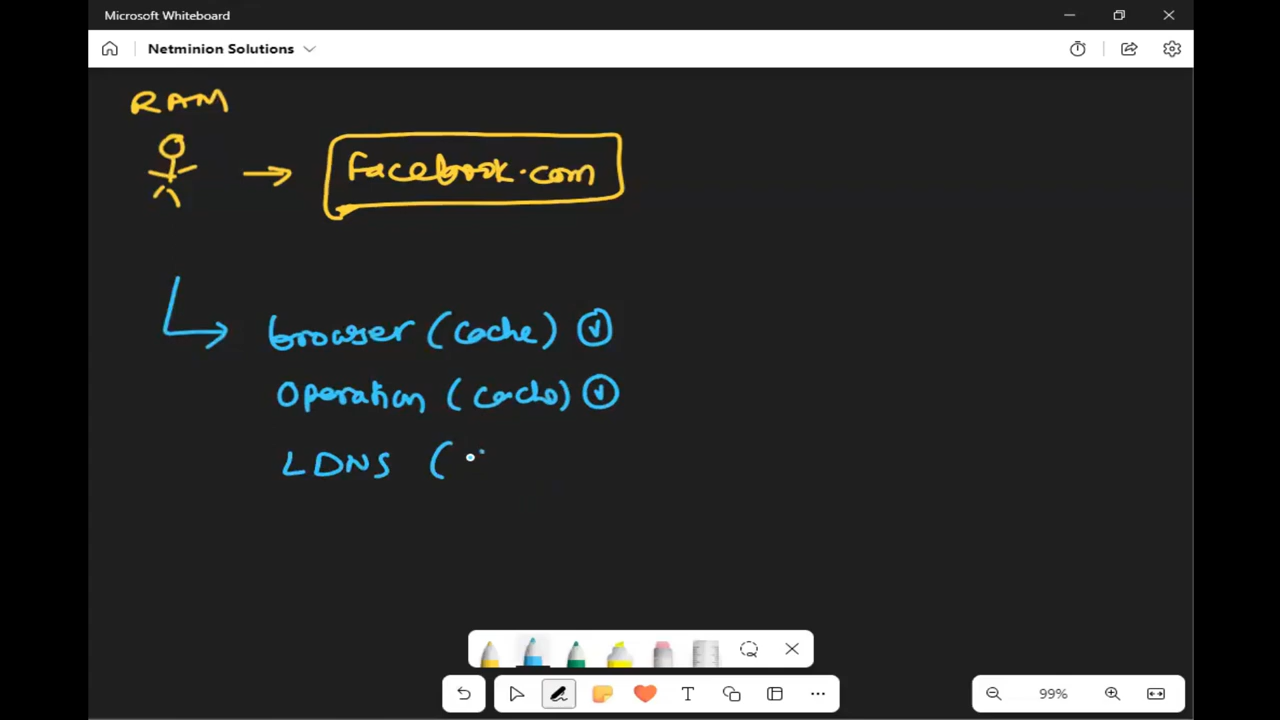 Microsoft Whiteboard
Netminion Solutions
RAM
facebook.com
browser (cache)
Operation (cache)
LDNS (
99%